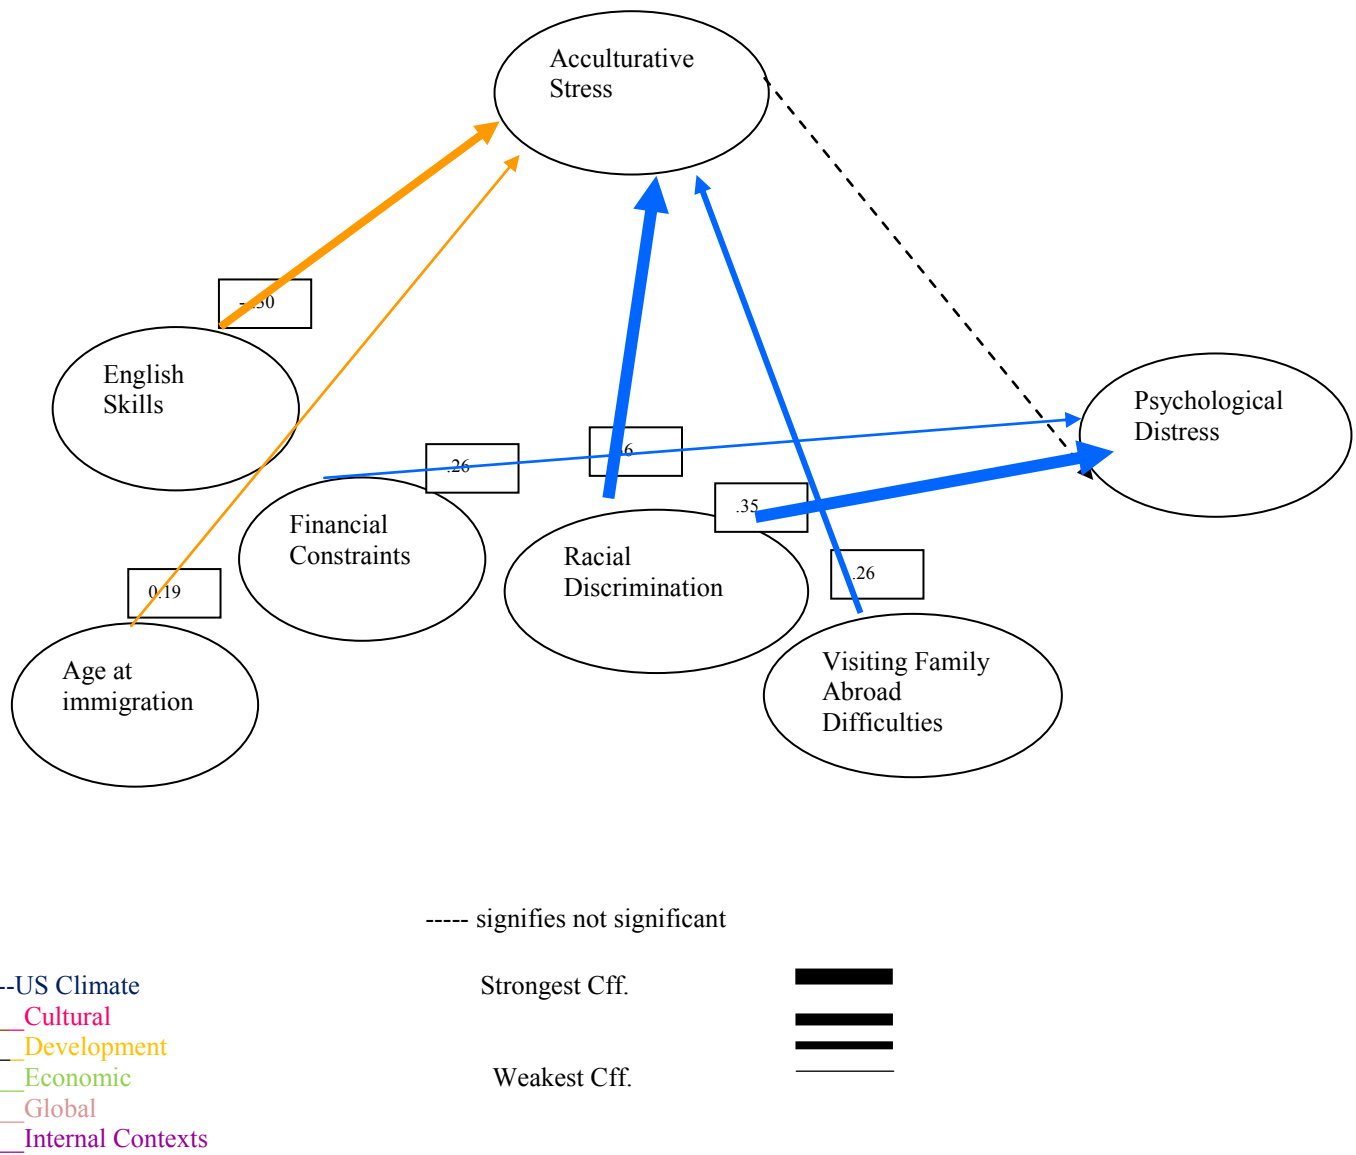 Acculturative
Stress
English
Skills
Psychological
Distress
.26
.35
Financial
Constraints
Racial
Discrimination
.26
0.19
Age at
immigration
Visiting Family
Abroad
Difficulties
----- signifies not significant
--US Climate
Strongest Cff.
__Cultural
__Development
__Economic
Weakest Cff.
__Global
__Internal Contexts